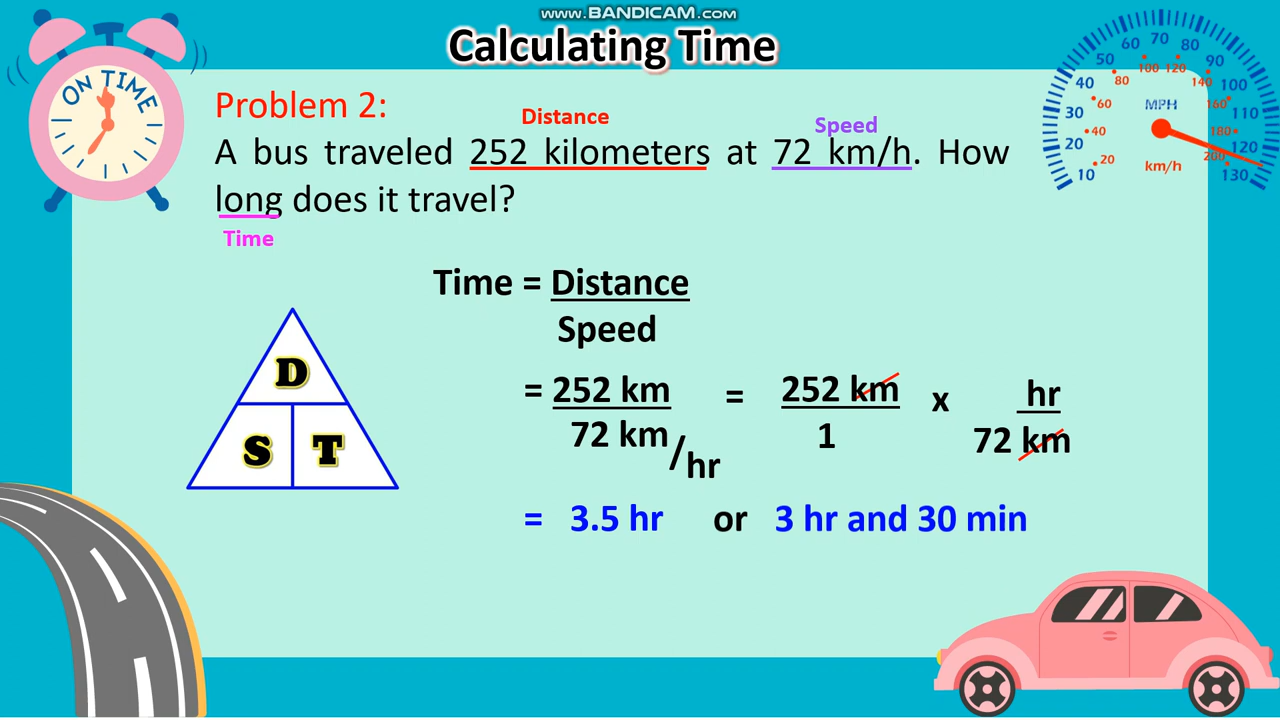 www.BANDICAM.com
Calculating Time
ON TIME
Problem 2:
Distance
Speed
A bus traveled 252 kilometers at 72 km/h. How
long does it travel?
Time
Time = Distance
Speed
= 252 km = 252 km x hr
72 km/hr 1 72 km
= 3.5 hr or 3 hr and 30 min
D
S T
10 20 30 40 50 60 70 80 90 100 110 120 130
MPH
20 40 60 80 100 120 140 160 180 200
km/h